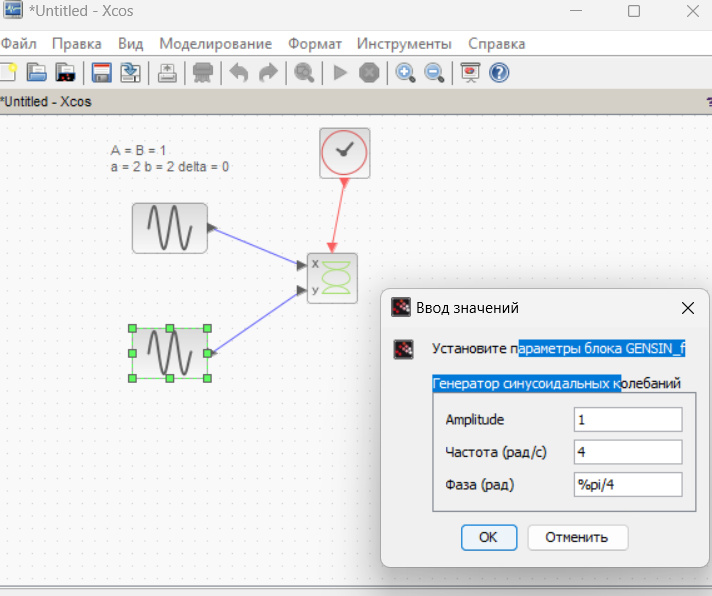 *Untitled - Xcos
Файл Правка Вид Моделирование Формат Инструменты Справка
*Untitled - Xcos
?
A = B = 1
a = 2 b = 2 delta = 0
X
y
Ввод значений
Установите параметры блока GENSIN_f
Генератор синусоидальных колебаний
Amplitude 1
Частота (рад/с) 4
Фаза (рад) %pi/4
OK Отменить